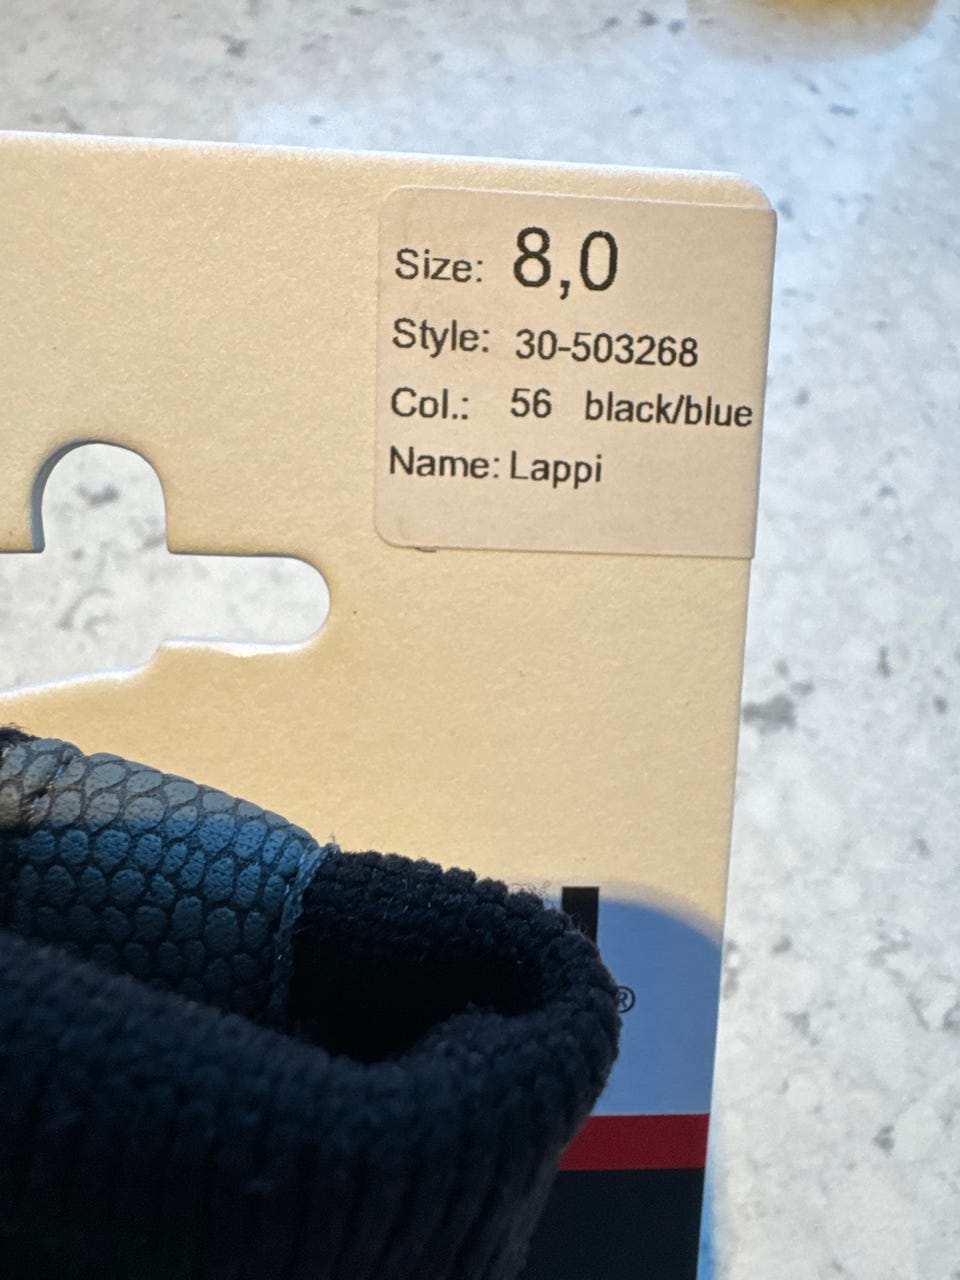 Size: 8,0
Style: 30-503268
Col.: 56 black/blue
Name: Lappi
®